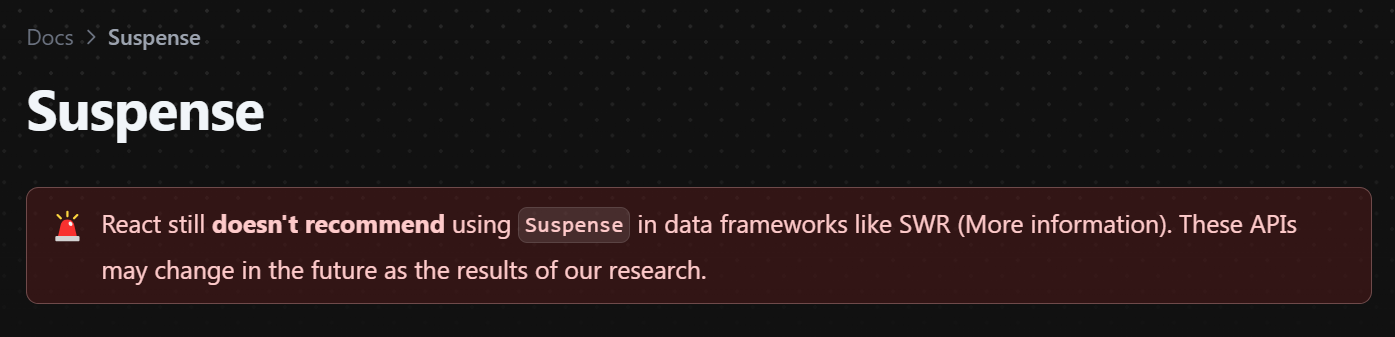 Docs > Suspense
Suspense
React still doesn't recommend using Suspense in data frameworks like SWR (More information). These APIs
may change in the future as the results of our research.